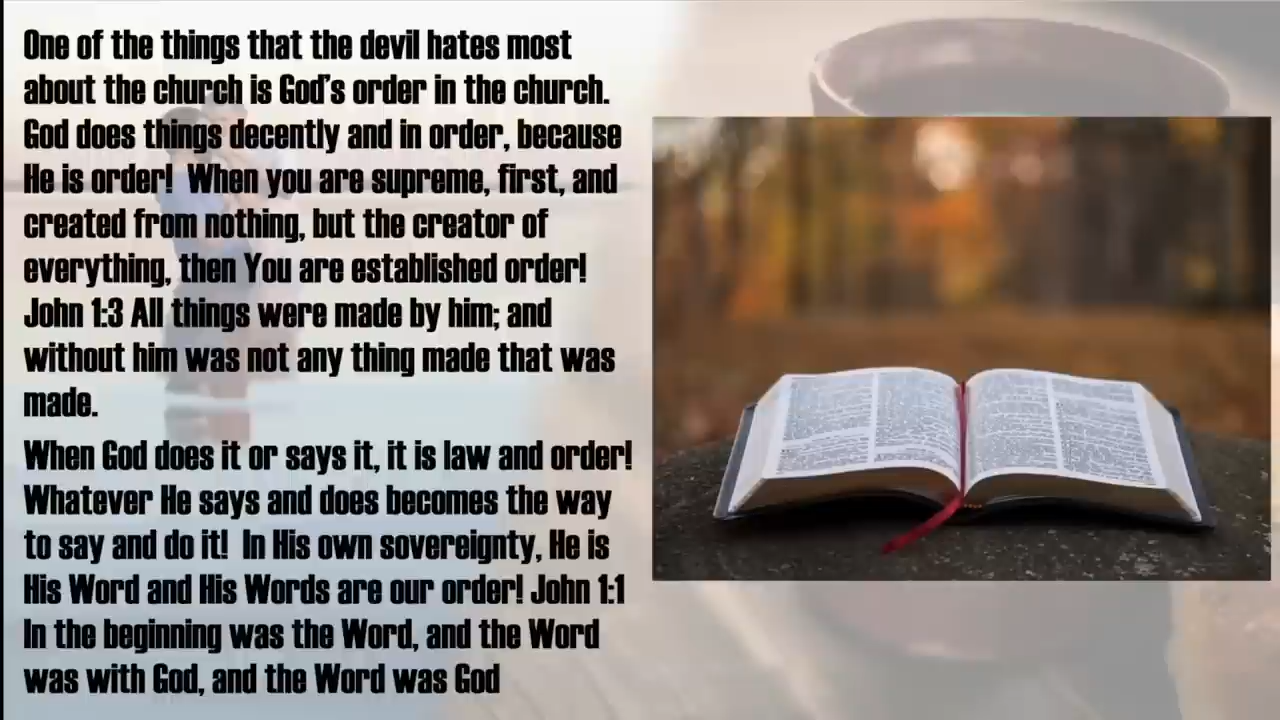 One of the things that the devil hates most
about the church is God's order in the church.
God does things decently and in order, because
He is order!  When you are supreme, first, and
created from nothing, but the creator of
everything, then You are established order!
John 1:3 All things were made by him; and
without him was not any thing made that was
made.
When God does it or says it, it is law and order!
Whatever He says and does becomes the way
to say and do it!  In His own sovereignty, He is
His Word and His Words are our order! John 1:1
In the beginning was the Word, and the Word
was with God, and the Word was God